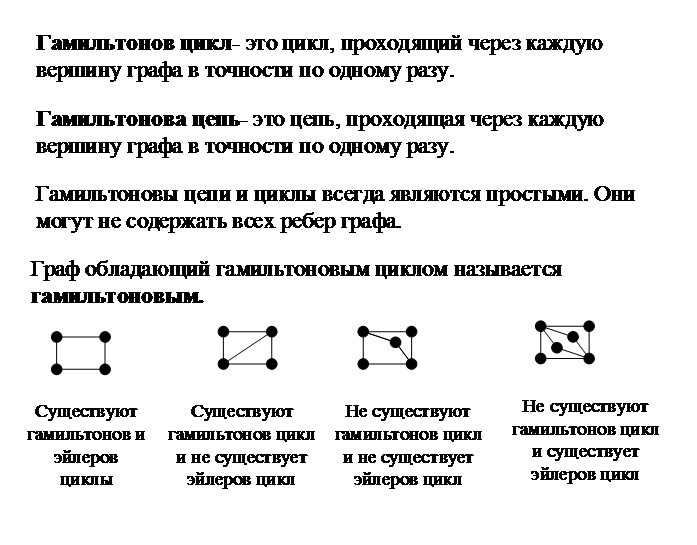 Гамильтонов цикл– это цикл, проходящий через каждую
вершину графа в точности по одному разу.
Гамильтонова цепь– это цепь, проходящая через каждую
вершину графа в точности по одному разу.
Гамильтоновы цепи и циклы всегда являются простыми. Они
могут не содержать всех ребер графа.
Граф обладающий гамильтоновым циклом называется
гамильтоновым.
Существуют
гамильтонов и
эйлеров
циклы
Существуют
гамильтонов цикл
и не существует
эйлеров цикл
Не существуют
гамильтонов цикл
и не существует
эйлеров цикл
Не существуют
гамильтонов цикл
и существует
эйлеров цикл